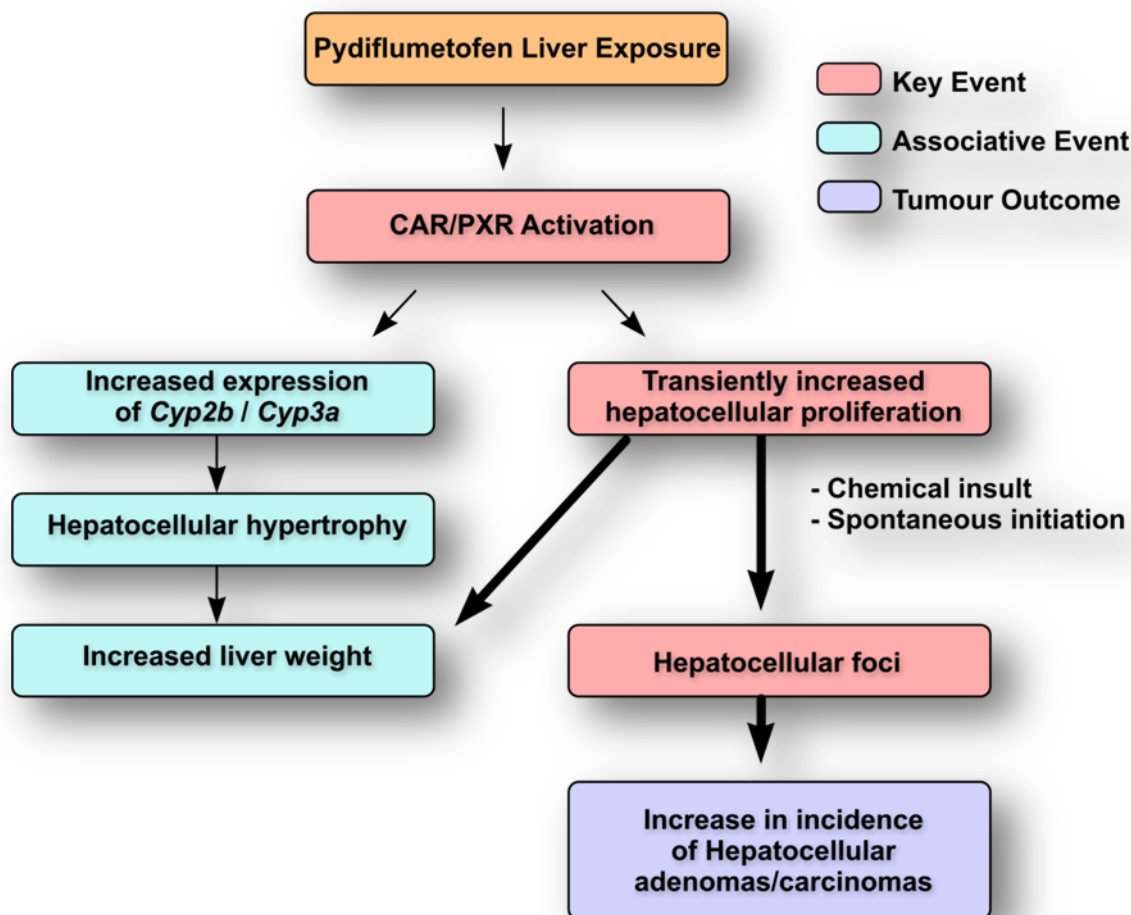 Pydiflumetofen Liver Exposure
Key Event
Associative Event
Tumour Outcome
CAR/PXR Activation
Increased expression
of Cyp2b / Cyp3a
Transiently increased
hepatocellular proliferation
- Chemical insult
- Spontaneous initiation
Hepatocellular hypertrophy
Increased liver weight
Hepatocellular foci
Increase in incidence
of Hepatocellular
adenomas/carcinomas